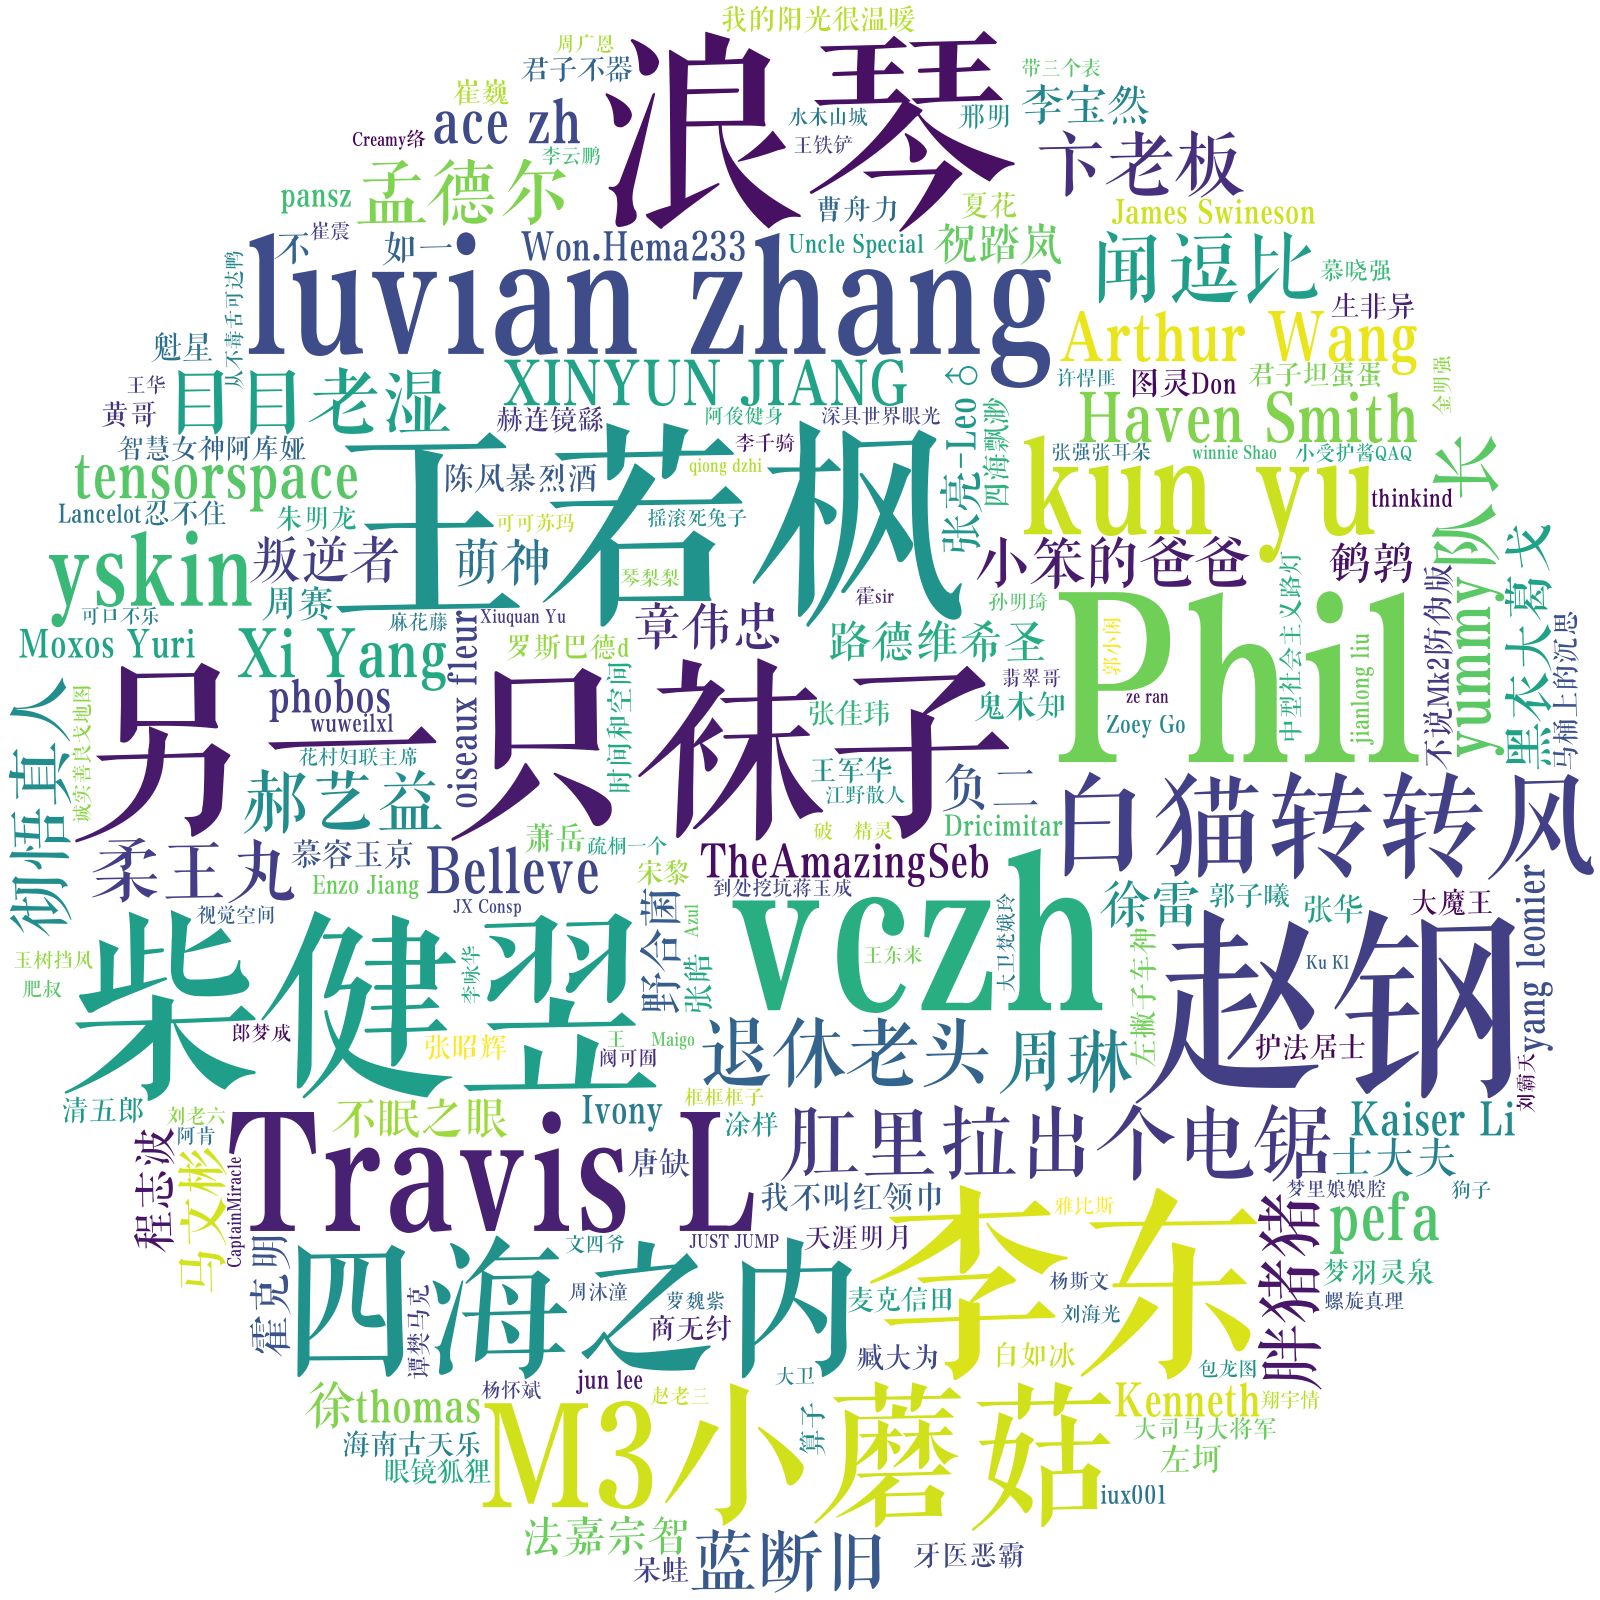 我的阳光很温暖
周广恩
君子不器
浪琴
带三个表
崔巍
ace zh
水木山城
邢明
李宝然
Creamy络
李云鹏
王铁铲
卞老板
pansz
孟德尔
曹舟力
夏花
James Swineson
不
崔震
如一
Won.Hema233
Uncle Special
祝踏岚
闻逗比
慕晓强
从不毒舌可达鸭
luvian zhang
生非异
魁星
Arthur Wang
王华
目目老湿
XINYUN JIANG
张亮-Leo♂
许悍匪
图灵Don
君子坦蛋蛋
金明强
黄哥
赫连镜繇
阿俊健身
深具世界眼光
四海飘渺
Haven Smith
智慧女神阿库娅
王若枫
李千骑
张强张耳朵
winnie Shao
小受护酱QAQ
tensorspace
陈风暴烈酒
qiong dzhi
kun yu
thinkind
队长
Lancelot忍不住
朱明龙
可可苏玛
摇滚死兔子
yskin
叛逆者
萌神
小笨的爸爸
鹌鹑
周赛
琴梨梨
霍sir
孙明琦
中型社会主义路灯
不说Mk2防伪版
yummy
黑衣大葛戈
可口不乐
麻花藤
Xiuquan Yu
Phil
Moxos Yuri
Xi Yang
oiseaux fleur
罗斯巴德d
章伟忠
路德维希圣
郭小闲
jianlong liu
马桶上的沉思
彻悟真人
诚实善良戈地图
另一只袜子
phobos
wuweilxl
时间和空间
张佳玮
翡翠哥
鬼木知
ze ran
Zoey Go
花村妇联主席
郝艺益
王军华
江野散人
负二
白猫转转风
萧岳
疏桐一个
破 精灵
Dricimitar
柔王丸
慕容玉京
Belleve
宋黎
TheAmazingSeb
Enzo Jiang
到处挖坑蒋玉成
视觉空间
JX Consp
野合菌
Azul
vczh
大卫梵娥玲
徐雷
郭子曦
张华
大魔王
yang leonier
柴健翌
李咏华
张皓
王东来
左撇子车神
赵钢
Ku Kl
玉树挡风
肥叔
郎梦成
张昭辉
王
阀可囿
Maigo
退休老头
周琳
护法居士
刘霸天
清五郎
刘老六
不眠之眼
Ivony
框框框子
涂样
肛里拉出个电锯
Kaiser Li
程志波
阿肯
马文彬
CaptainMiracle
Travis L
唐缺
我不叫红领巾
士大夫
梦里娘娘腔
狗子
霍克明
文四爷
JUST JUMP
天涯明月
李东
雅比斯
胖猪猪
pefa
四海之内
谭樊马克
周沐潼
萝魏紫
商无纣
麦克信田
杨斯文
刘海光
梦羽灵泉
螺旋真理
臧大为
白如冰
包龙图
徐thomas
杨怀斌
jun lee
赵老三
大卫
Kenneth
翔宇情
海南古天乐
眼镜狐狸
M3小蘑菇
算子
大司马大将军
左坷
iux001
法嘉宗智
呆蛙
蓝断旧
牙医恶霸